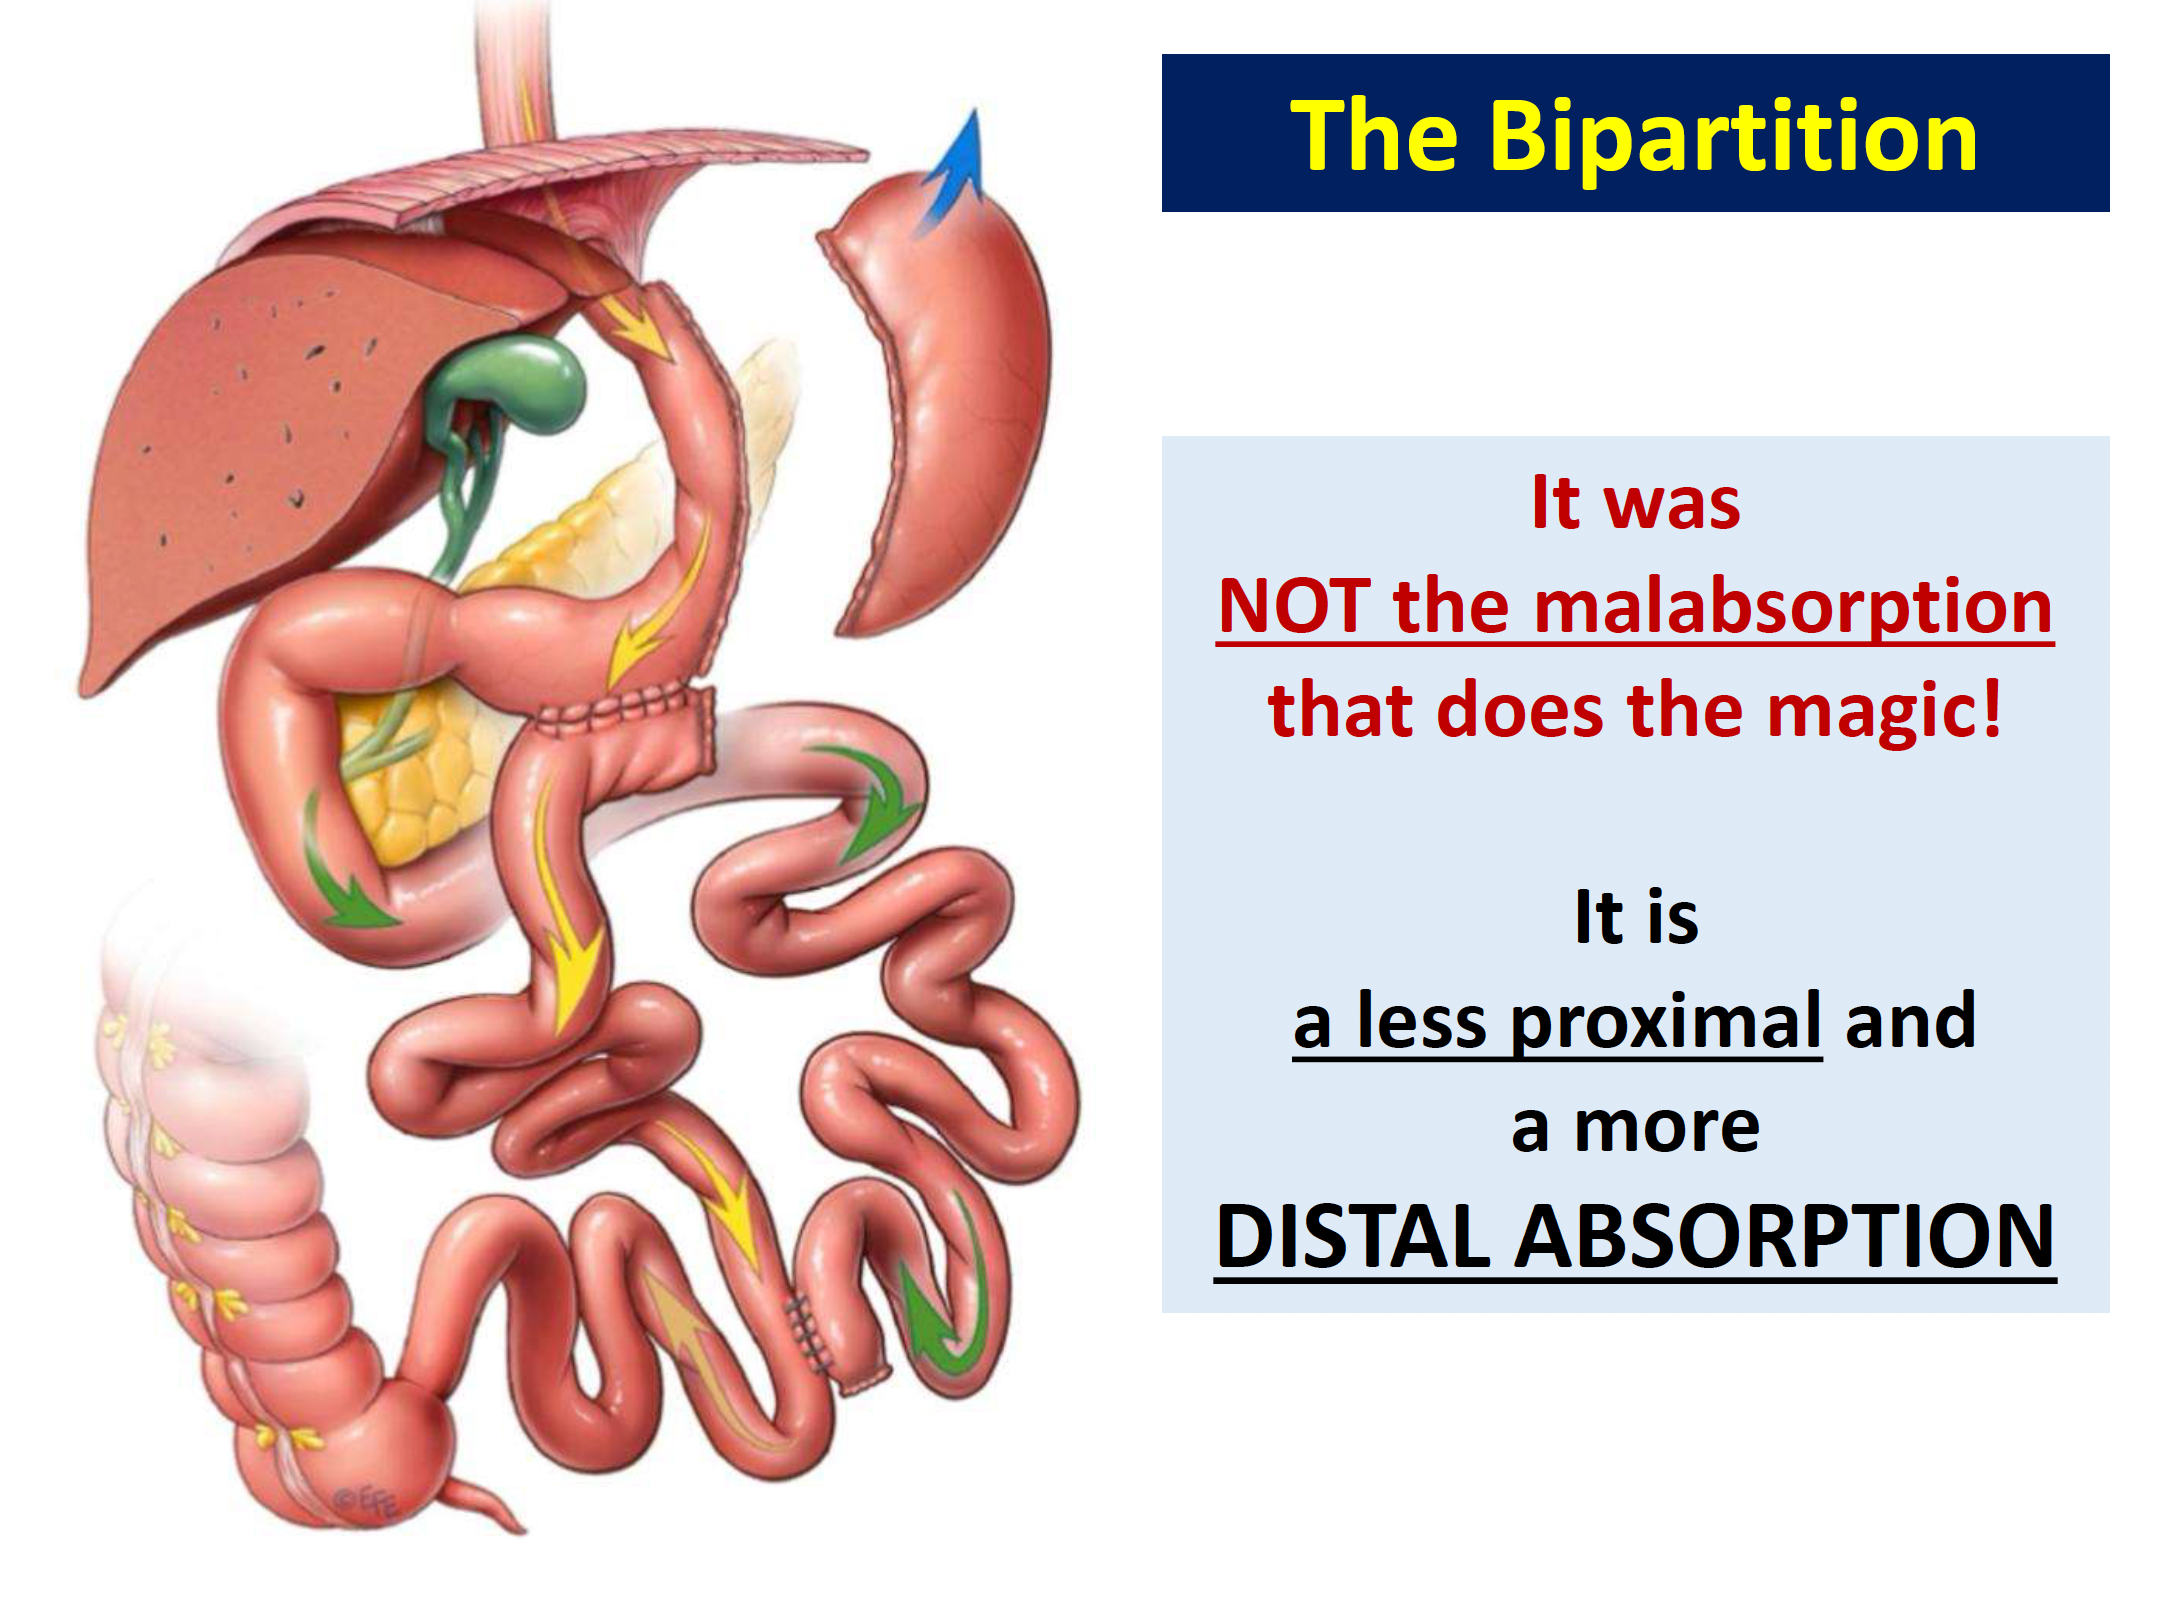 The Bipartition
It was
NOT the malabsorption
that does the magic!
It is
a less proximal and
a more
DISTAL ABSORPTION
©EFE